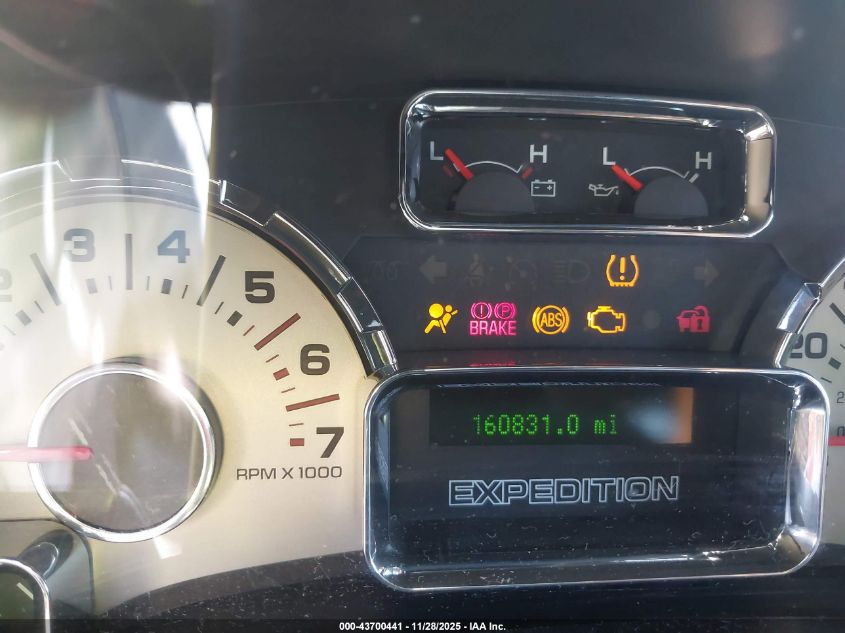 L H L H
2 3 4 5 6 7
RPM X 1000
BRAKE
ABS
160831.0 mi
EXPEDITION
20
000-43700441 - 11/28/2025 - IAA Inc.